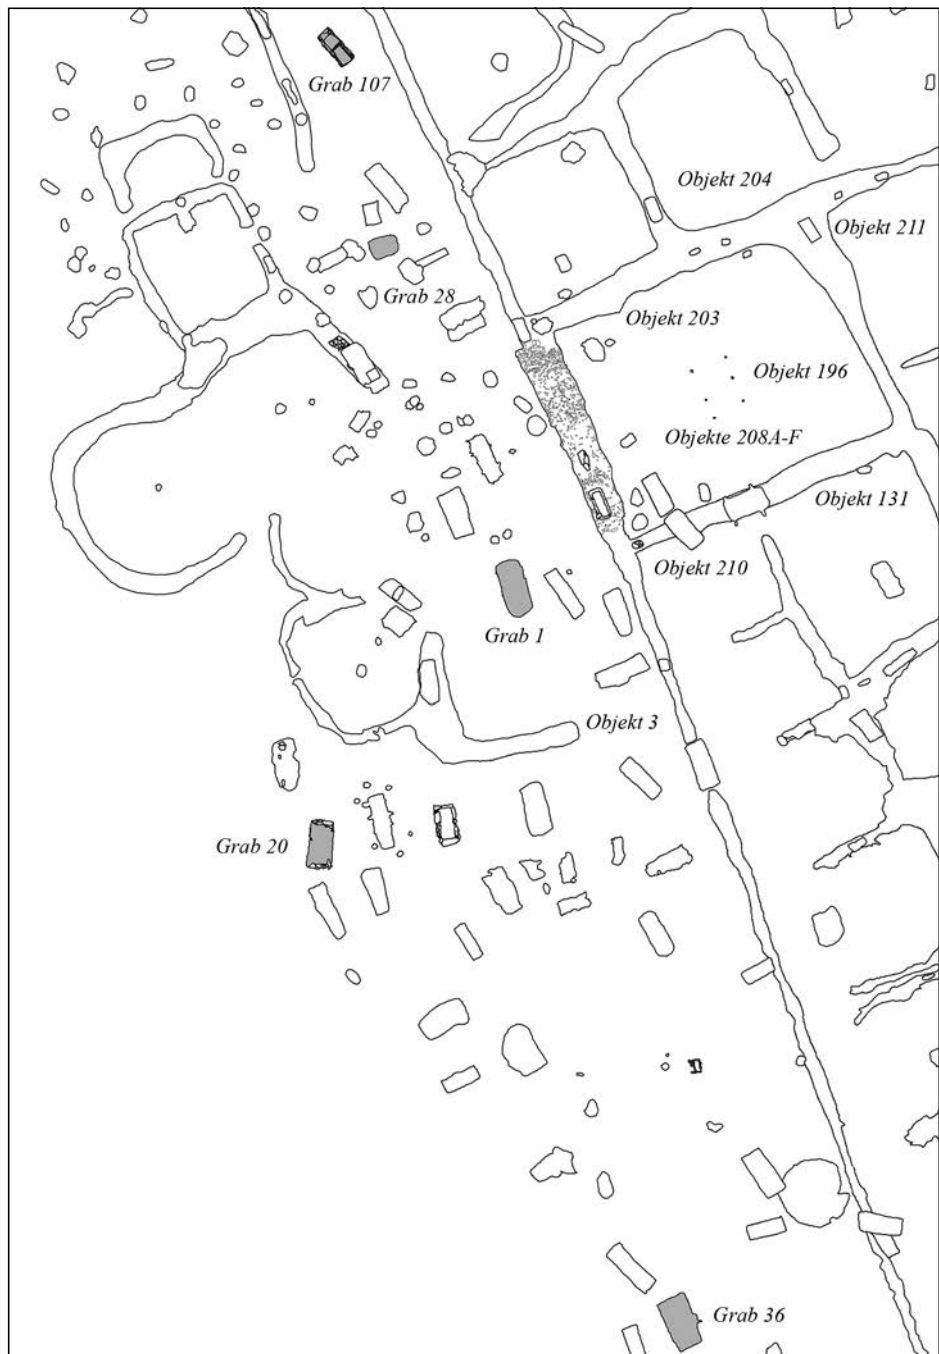 Grab 107
Objekt 204
Objekt 211
Grab 28
Objekt 203
Objekt 196
Objekte 208A-F
Objekt 131
Objekt 210
Grab 1
Objekt 3
Grab 20
Grab 36